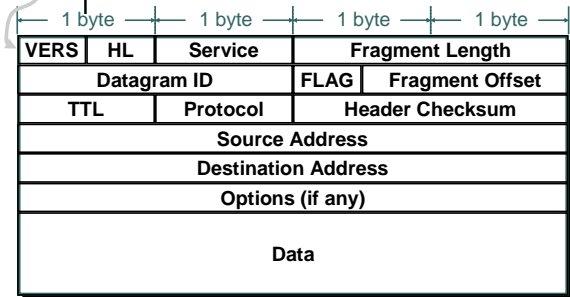 1 byte 1 byte 1 byte 1 byte
VERS HL Service Fragment Length
Datagram ID FLAG Fragment Offset
TTL Protocol Header Checksum
Source Address
Destination Address
Options (if any)
Data